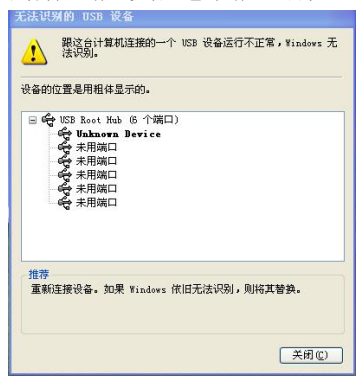 无法识别的 USB 设备
跟这台计算机连接的一个 USB 设备运行不正常，Windows 无
法识别。
设备的位置是用粗体显示的。
USB Root Hub (6 个端口)
Unknown Device
未用端口
未用端口
未用端口
未用端口
未用端口
推荐
重新连接设备。如果 Windows 依旧无法识别，则将其替换。
关闭(C)